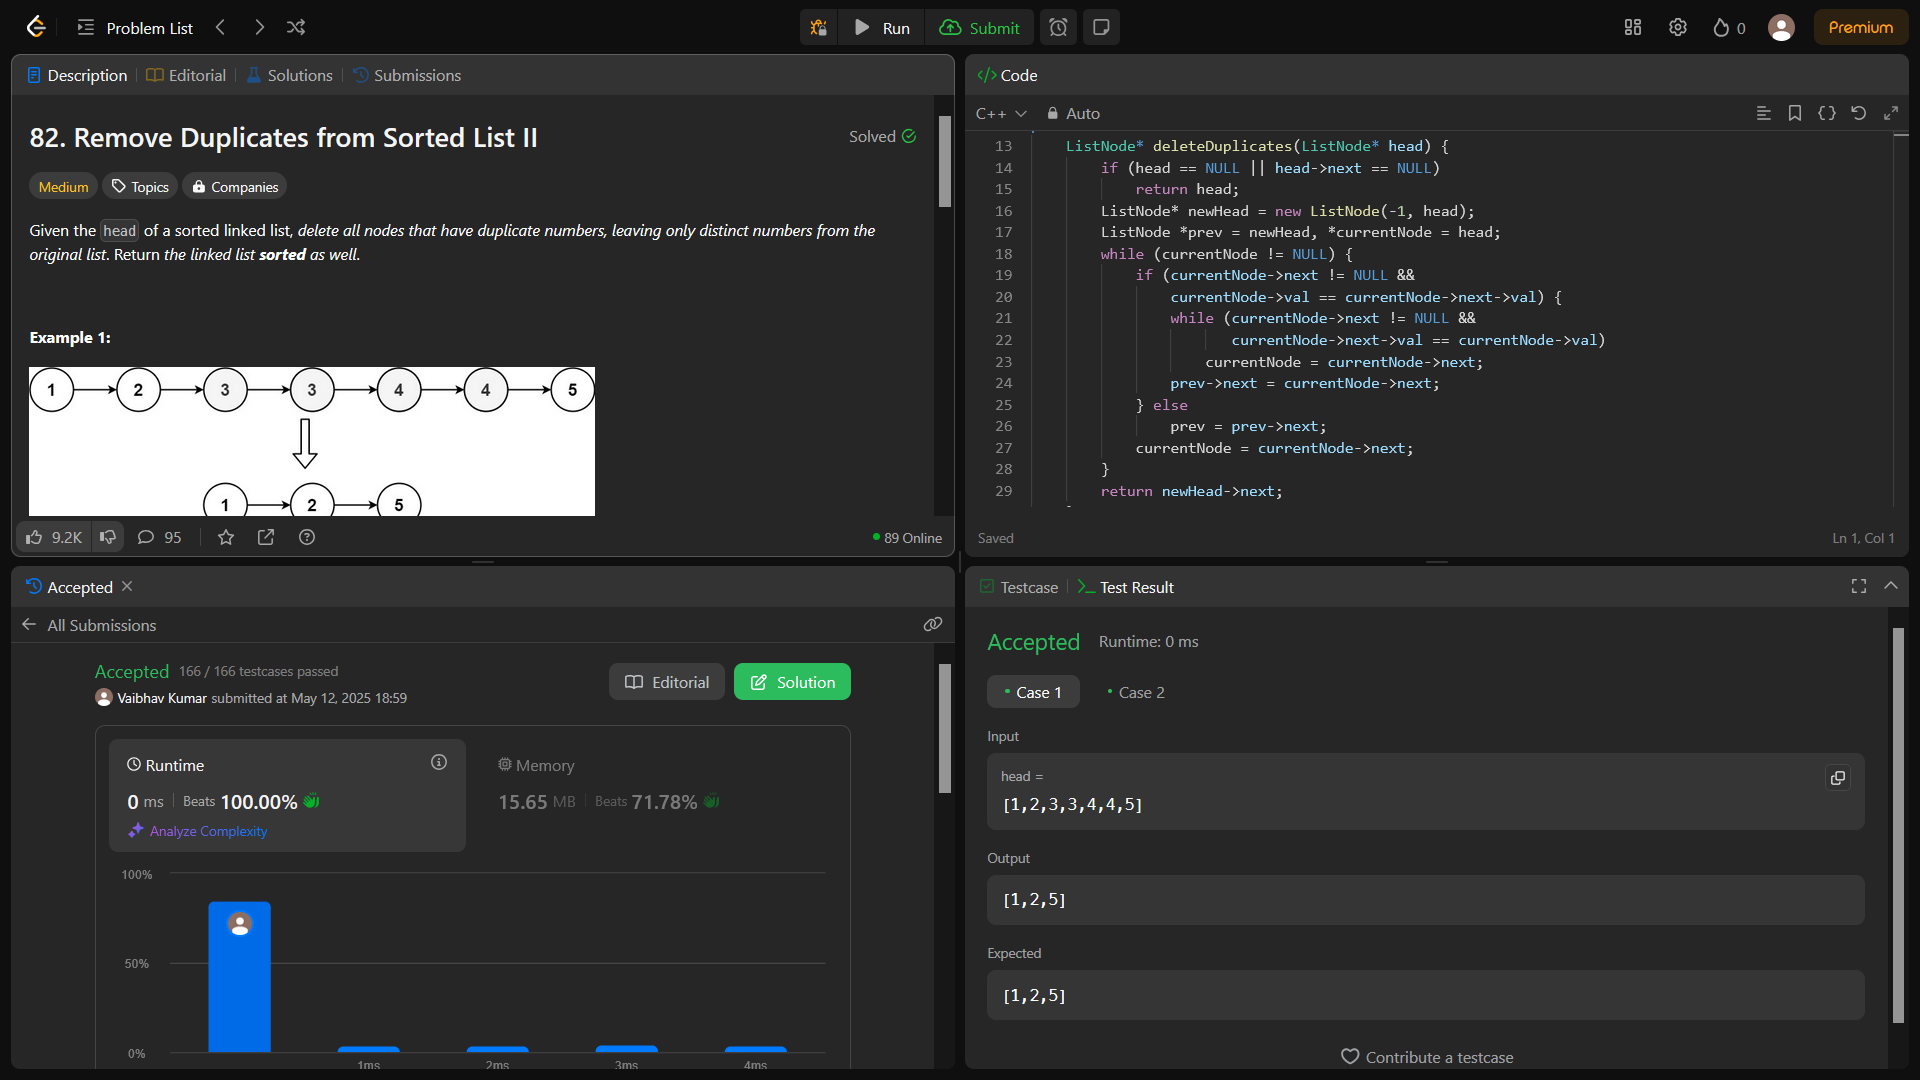 Problem List
Run
Submit
0
Premium
Description
Editorial
Solutions
Submissions
82. Remove Duplicates from Sorted List II
Solved
Medium
Topics
Companies
Given the head of a sorted linked list, delete all nodes that have duplicate numbers, leaving only distinct numbers from the
original list. Return the linked list sorted as well.
Example 1:
1 2 3 3 4 4 5
1 2 5
9.2K
95
89 Online
</> Code
C++
Auto
13 ListNode* deleteDuplicates(ListNode* head) {
14 if (head == NULL || head->next == NULL)
15 return head;
16 ListNode* newHead = new ListNode(-1, head);
17 ListNode *prev = newHead, *currentNode = head;
18 while (currentNode != NULL) {
19 if (currentNode->next != NULL &&
20 currentNode->val == currentNode->next->val) {
21 while (currentNode->next != NULL &&
22 currentNode->next->val == currentNode->val)
23 currentNode = currentNode->next;
24 prev->next = currentNode->next;
25 } else
26 prev = prev->next;
27 currentNode = currentNode->next;
28 }
29 return newHead->next;
Saved
Ln 1, Col 1
Accepted
All Submissions
Accepted 166 / 166 testcases passed
Vaibhav Kumar submitted at May 12, 2025 18:59
Editorial
Solution
Runtime
0 ms Beats 100.00%
Analyze Complexity
Memory
15.65 MB Beats 71.78%
100%
50%
0%
1ms 2ms 3ms 4ms
Testcase
Test Result
Accepted Runtime: 0 ms
Case 1
Case 2
Input
head =
[1,2,3,3,4,4,5]
Output
[1,2,5]
Expected
[1,2,5]
Contribute a testcase